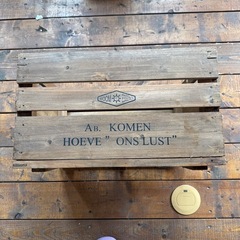 AB. KOMEN
HOEVE "ONS LUST"